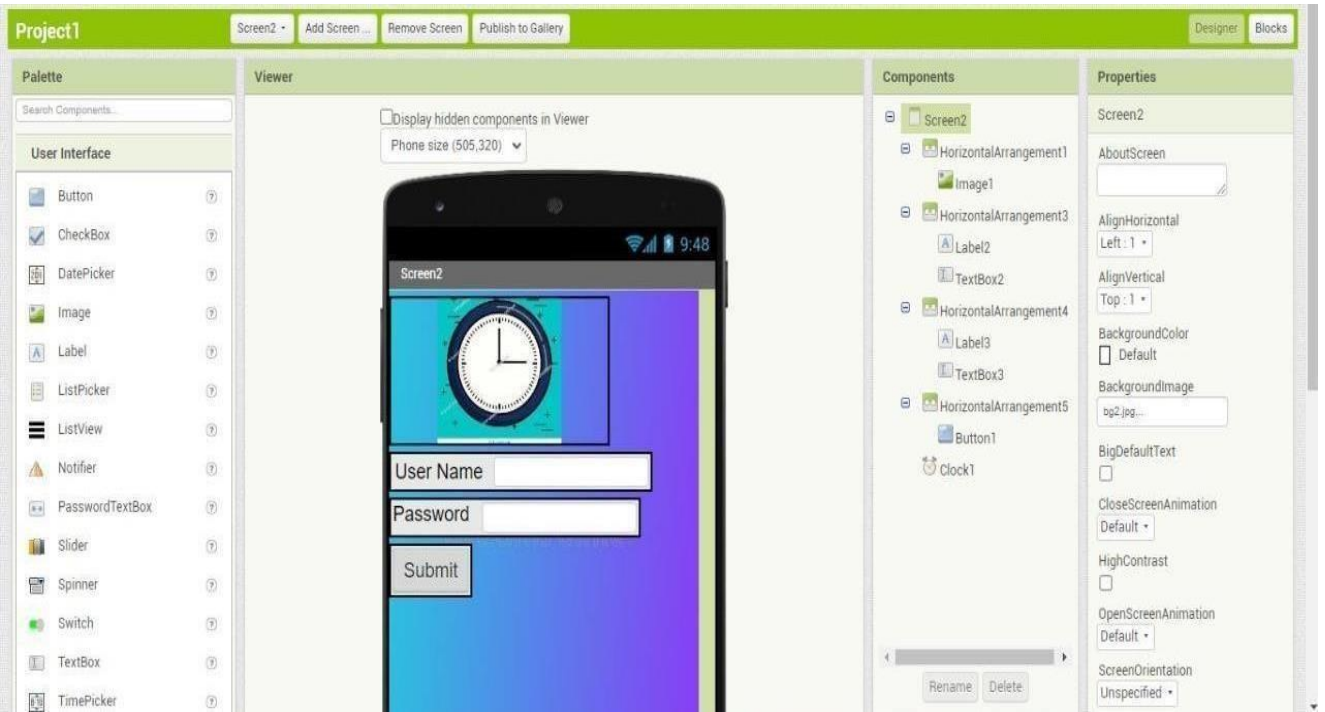 Project1
Screen2
Add Screen ...
Remove Screen
Publish to Gallery
Designer
Blocks
Palette
Search Components...
User Interface
Button
CheckBox
DatePicker
Image
Label
ListPicker
ListView
Notifier
PasswordTextBox
Slider
Spinner
Switch
TextBox
TimePicker
Viewer
Display hidden components in Viewer
Phone size (505,320)
9:48
Screen2
User Name
Password
Submit
Components
Screen2
HorizontalArrangement1
Image1
HorizontalArrangement3
Label2
TextBox2
HorizontalArrangement4
Label3
TextBox3
HorizontalArrangement5
Button1
Clock1
Rename
Delete
Properties
Screen2
AboutScreen
AlignHorizontal
Left : 1
AlignVertical
Top : 1
BackgroundColor
Default
BackgroundImage
bg2.jpg...
BigDefaultText
CloseScreenAnimation
Default
HighContrast
OpenScreenAnimation
Default
ScreenOrientation
Unspecified